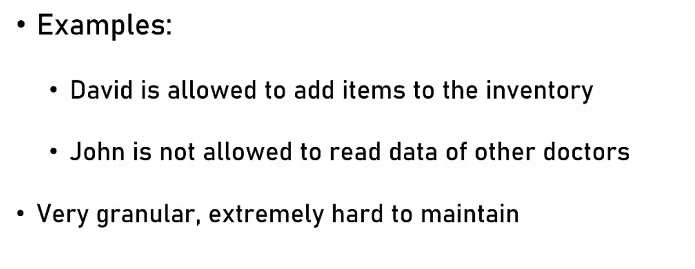 • Examples:
• David is allowed to add items to the inventory
• John is not allowed to read data of other doctors
• Very granular, extremely hard to maintain